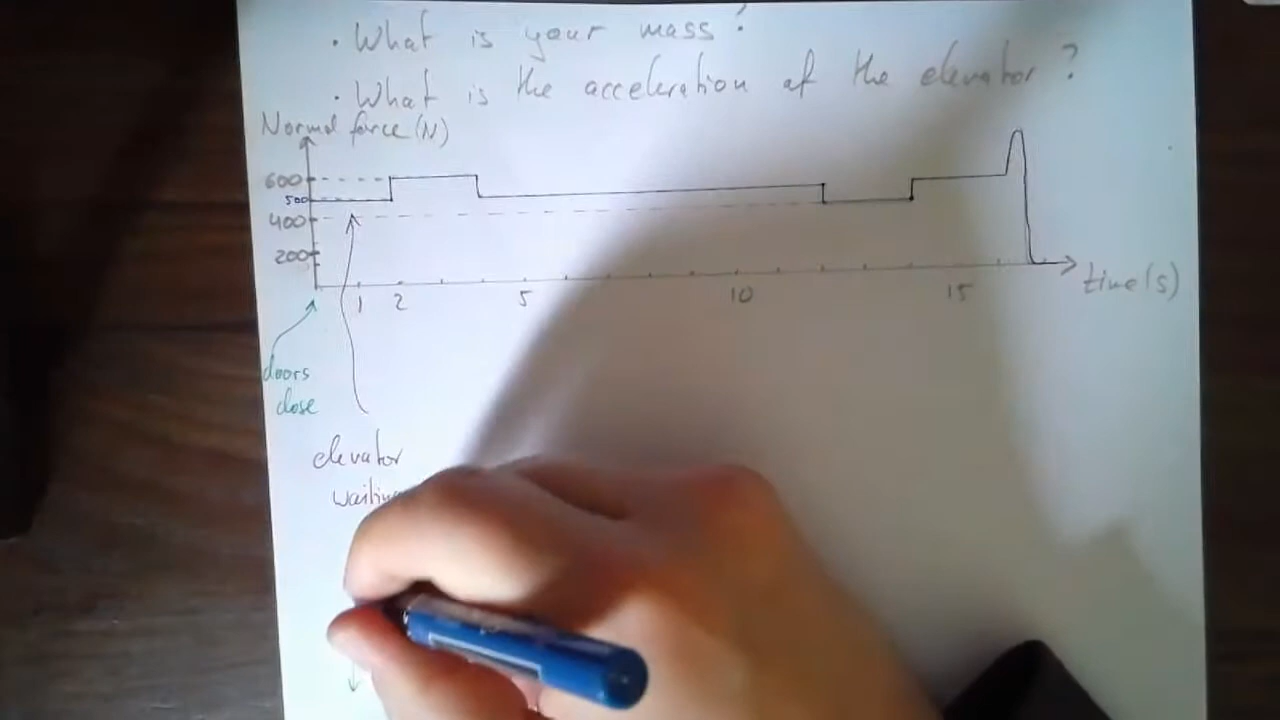 · What is your mass?
· What is the acceleration of the elevator?
Normal force (N)
600
500
400
200
1 2 5 10 15
time (s)
doors
close
elevator
waiting